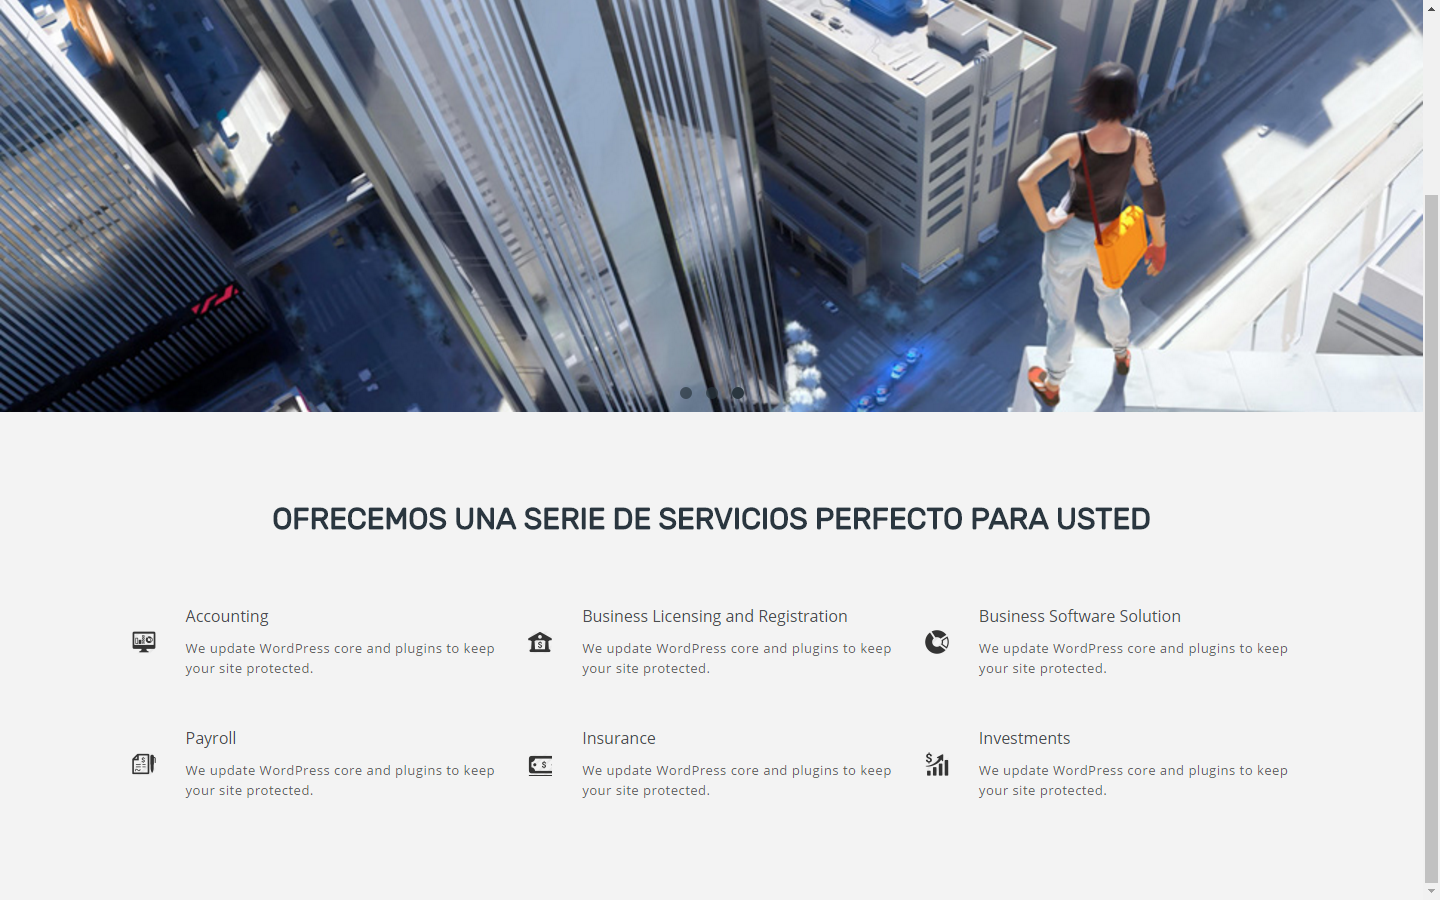 OFRECEMOS UNA SERIE DE SERVICIOS PERFECTO PARA USTED
Accounting
We update WordPress core and plugins to keep
your site protected.
Business Licensing and Registration
We update WordPress core and plugins to keep
your site protected.
Business Software Solution
We update WordPress core and plugins to keep
your site protected.
Payroll
We update WordPress core and plugins to keep
your site protected.
Insurance
We update WordPress core and plugins to keep
your site protected.
Investments
We update WordPress core and plugins to keep
your site protected.